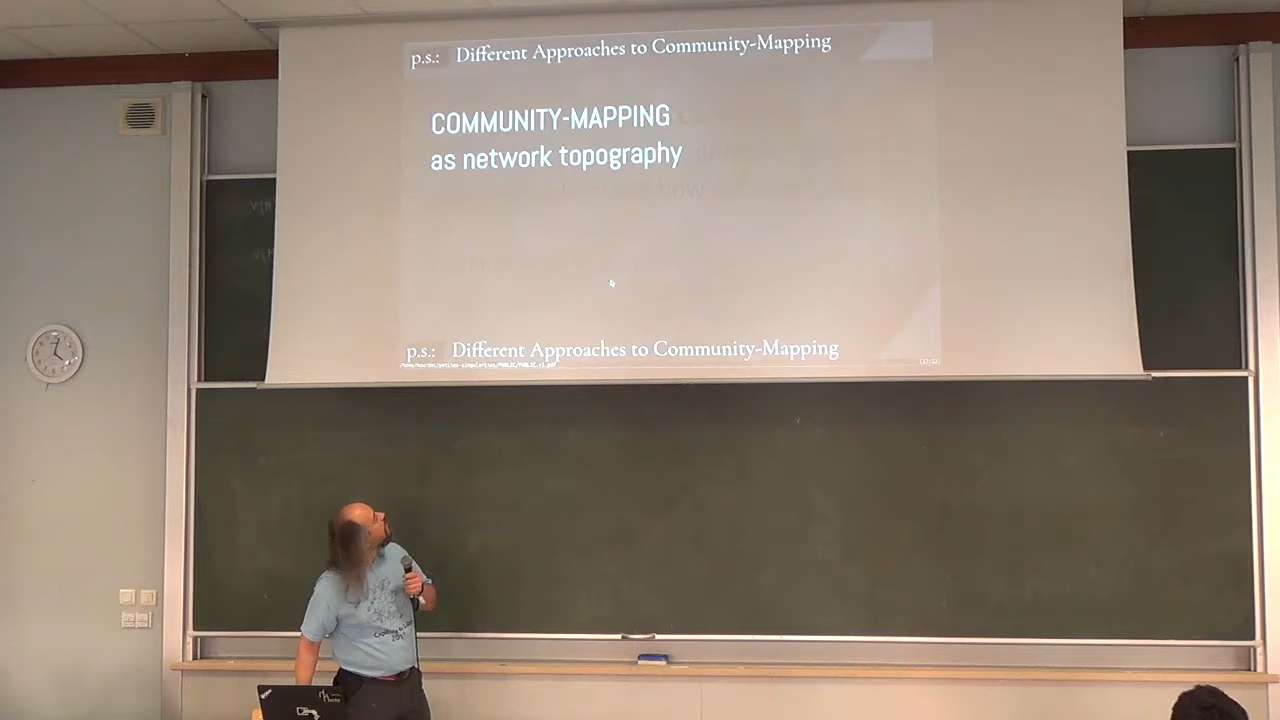 p.s.: Different Approaches to Community-Mapping
COMMUNITY-MAPPING
as network topography
p.s.: Different Approaches to Community-Mapping